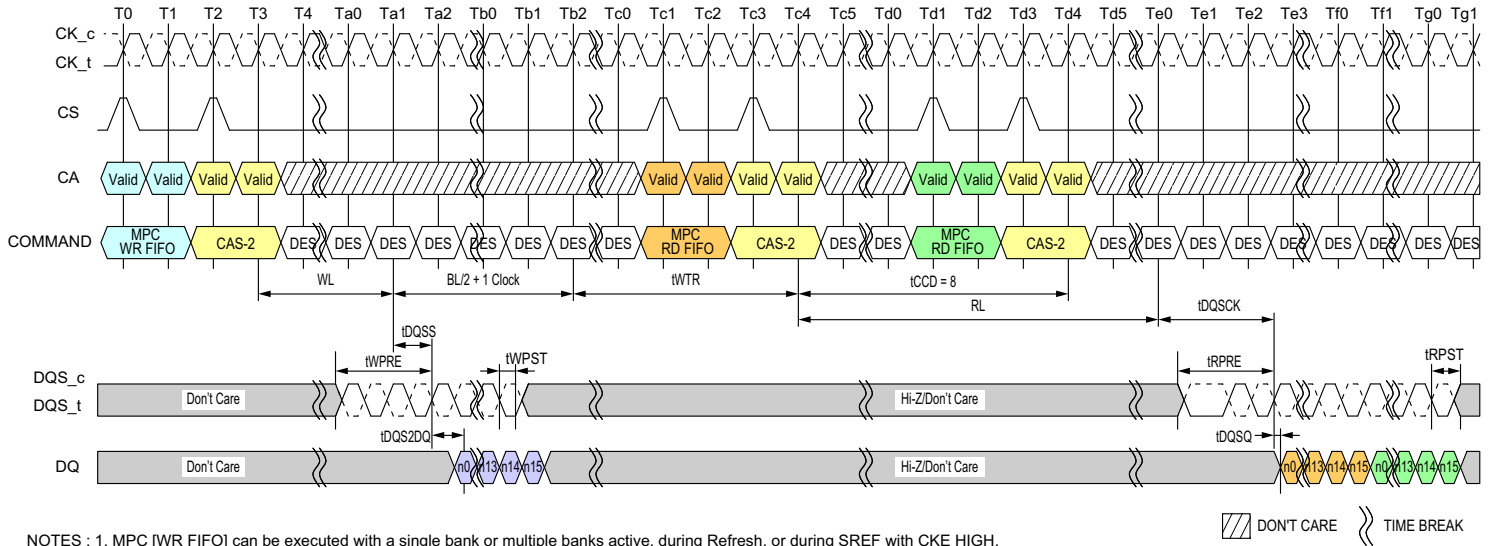 T0 T1 T2 T3 T4 Ta0 Ta1 Ta2 Tb0 Tb1 Tb2 Tc0 Tc1 Tc2 Tc3 Tc4 Tc5 Td0 Td1 Td2 Td3 Td4 Td5 Te0 Te1 Te2 Te3 Tf0 Tf1 Tg0 Tg1
CK_c
CK_t
CS
CA Valid Valid Valid Valid Valid Valid Valid Valid Valid Valid Valid Valid
COMMAND MPC WR FIFO CAS-2 DES DES DES DES DES DES DES DES MPC RD FIFO CAS-2 DES DES MPC RD FIFO CAS-2 DES DES DES DES DES DES DES DES DES
WL BL/2 + 1 Clock tWTR tCCD = 8
RL tDQSCK
tDQSS
tWPRE tWPST tRPRE tRPST
DQS_c
DQS_t
Don't Care Hi-Z/Don't Care
tDQS2DQ tDQSQ
DQ Don't Care n0 n13 n14 n15 Hi-Z/Don't Care n0 n13 n14 n15 n0 n13 n14 n15
DON'T CARE TIME BREAK
NOTES : 1. MPC [WR FIFO] can be executed with a single bank or multiple banks active, during Refresh, or during SREF with CKE HIGH.